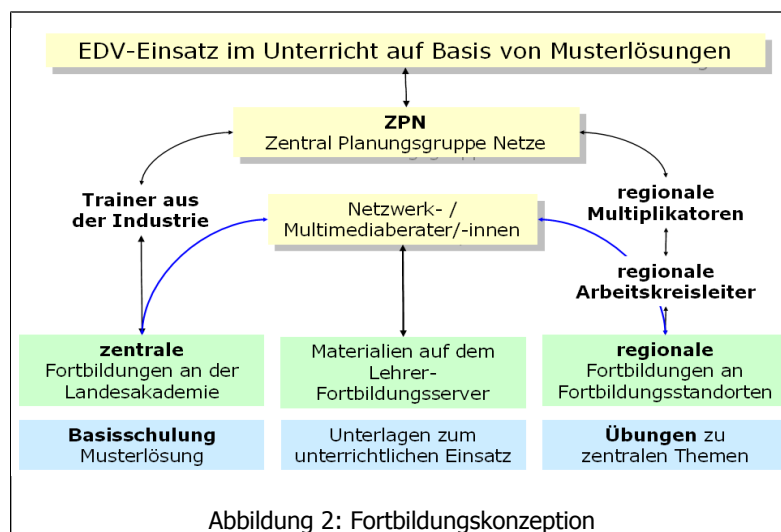 EDV-Einsatz im Unterricht auf Basis von Musterlösungen
ZPN
Zentral Planungsgruppe Netze
Trainer aus
der Industrie
Netzwerk- /
Multimediaberater/-innen
regionale
Multiplikatoren
regionale
Arbeitskreisleiter
zentrale
Fortbildungen an der
Landesakademie
Materialien auf dem
Lehrer-
Fortbildungsserver
regionale
Fortbildungen an
Fortbildungsstandorten
Basisschulung
Musterlösung
Unterlagen zum
unterrichtlichen Einsatz
Übungen zu
zentralen Themen
Abbildung 2: Fortbildungskonzeption